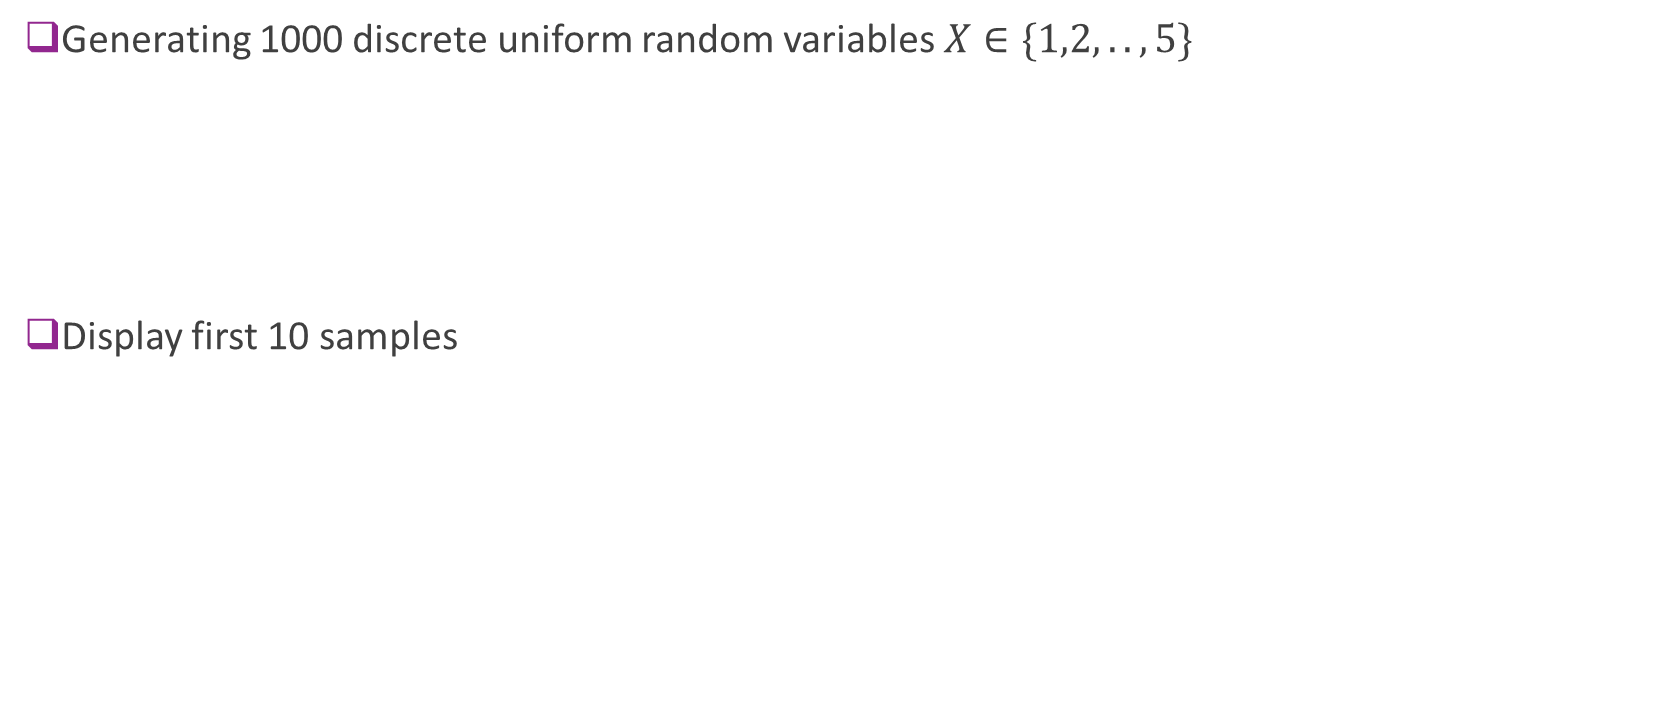 ❑Generating 1000 discrete uniform random variables 𝑋 ∈ {1,2, . . , 5}
❑Display first 10 samples